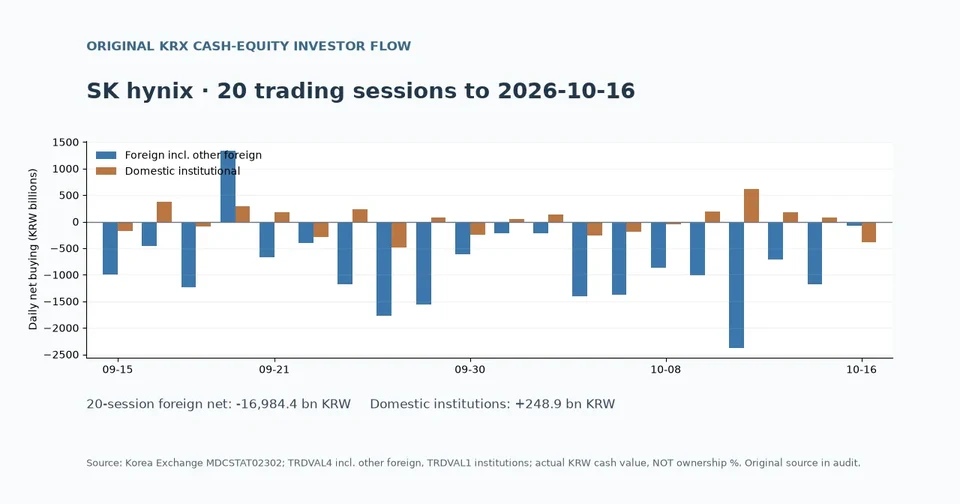 ORIGINAL KRX CASH-EQUITY INVESTOR FLOW
SK hynix · 20 trading sessions to 2026-10-16
Daily net buying (KRW billions)
1500
1000
500
0
−500
−1000
−1500
−2000
−2500
Foreign incl. other foreign
Domestic institutional
09-15 09-21 09-30 10-08 10-16
20-session foreign net: -16,984.4 bn KRW Domestic institutions: +248.9 bn KRW
Source: Korea Exchange MDCSTAT02302; TRDVAL4 incl. other foreign, TRDVAL1 institutions; actual KRW cash value, NOT ownership %. Original source in audit.